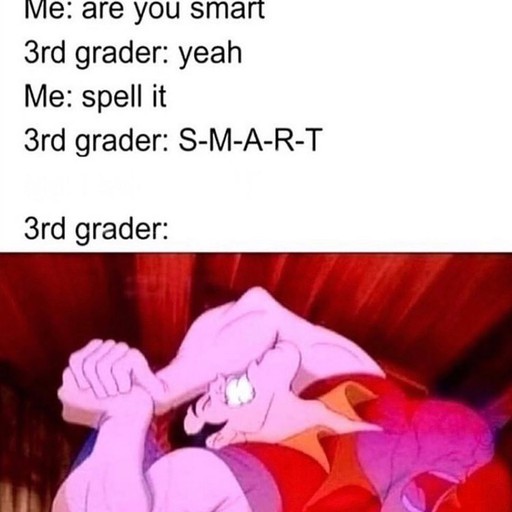 Me: are you smart
3rd grader: yeah
Me: spell it
3rd grader: S-M-A-R-T
3rd grader: